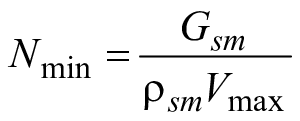 N_min = G_sm / ρ_sm V_max